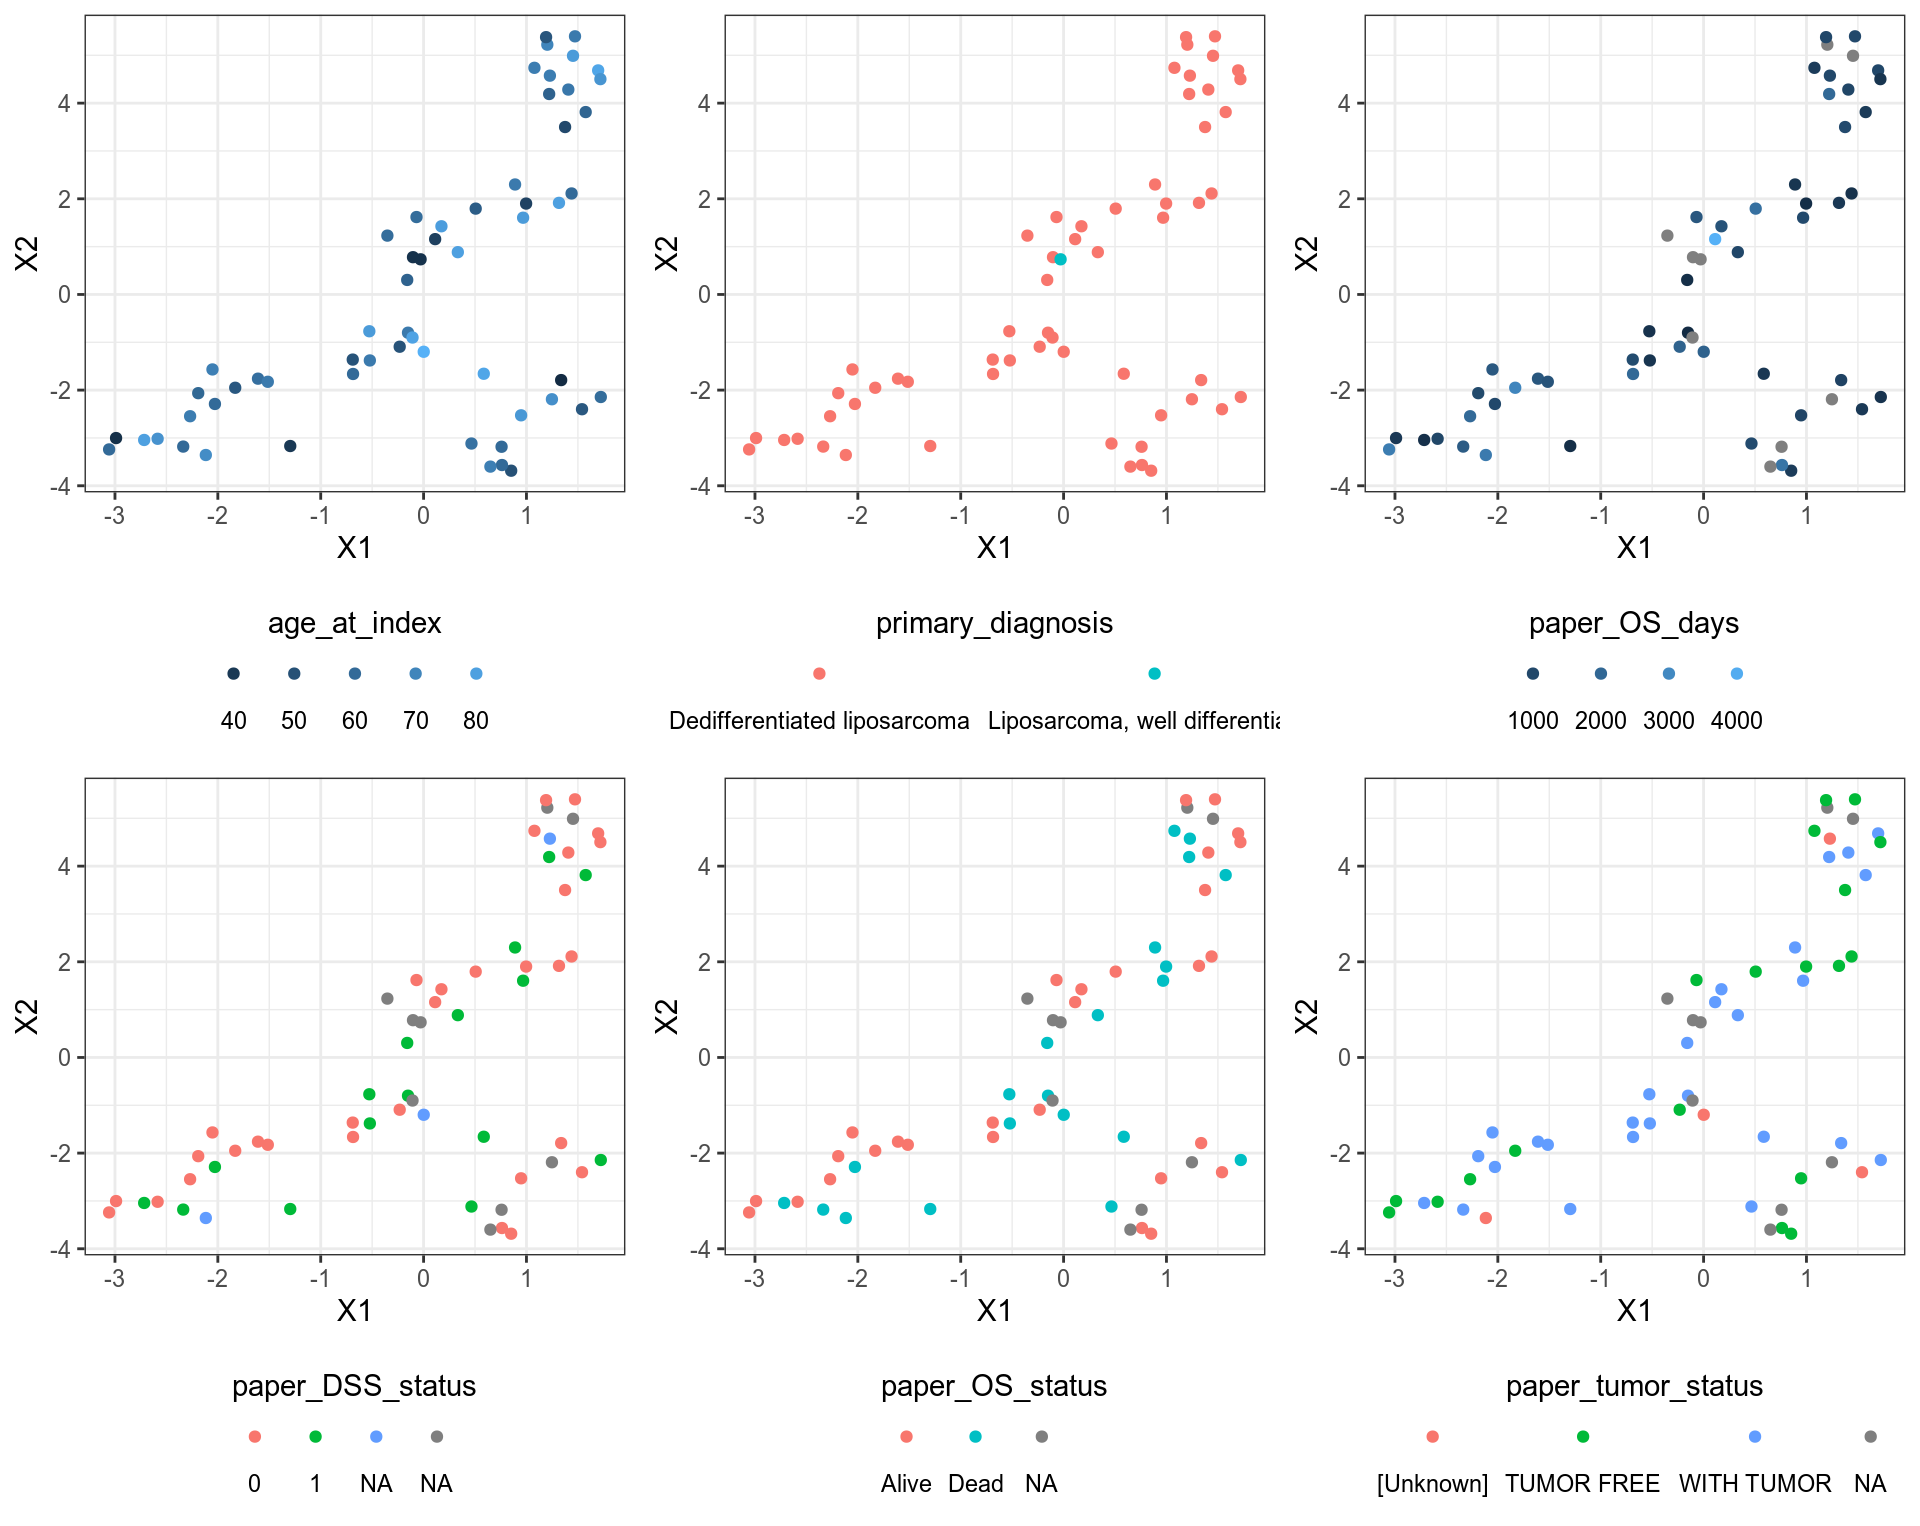 4
2
0
-2
-4
X2
-3 -2 -1 0 1
X1
age_at_index
40 50 60 70 80
4
2
0
-2
-4
X2
-3 -2 -1 0 1
X1
primary_diagnosis
Dedifferentiated liposarcoma Liposarcoma, well differentia
4
2
0
-2
-4
X2
-3 -2 -1 0 1
X1
paper_OS_days
1000 2000 3000 4000
4
2
0
-2
-4
X2
-3 -2 -1 0 1
X1
paper_DSS_status
0 1 NA NA
4
2
0
-2
-4
X2
-3 -2 -1 0 1
X1
paper_OS_status
Alive Dead NA
4
2
0
-2
-4
X2
-3 -2 -1 0 1
X1
paper_tumor_status
[Unknown] TUMOR FREE WITH TUMOR NA